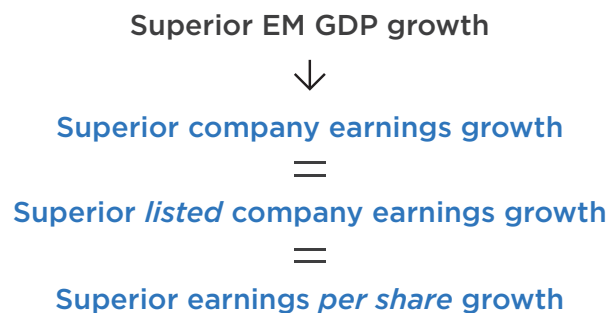 Superior EM GDP growth
↓
Superior company earnings growth
=
Superior listed company earnings growth
=
Superior earnings per share growth